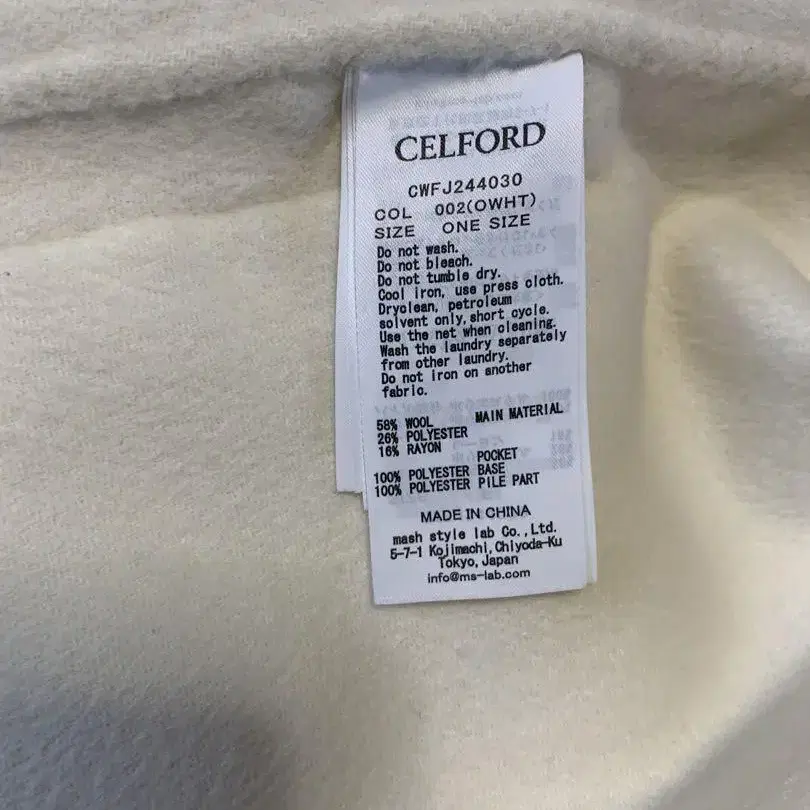 CELFORD
CWFJ244030
COL 002(OWHT)
SIZE ONE SIZE
Do not wash.
Do not bleach.
Do not tumble dry.
Cool iron, use press cloth.
Dryclean, petroleum
solvent only,short cycle.
Use the net when cleaning.
Wash the laundry separately
from other laundry.
Do not iron on another
fabric.
MAIN MATERIAL
58% WOOL
26% POLYESTER
16% RAYON
POCKET
100% POLYESTER BASE
100% POLYESTER PILE PART
MADE IN CHINA
mash style lab Co.,Ltd.
5-7-1 Kojimachi,Chiyoda-Ku
Tokyo,Japan
info@ms-lab.com